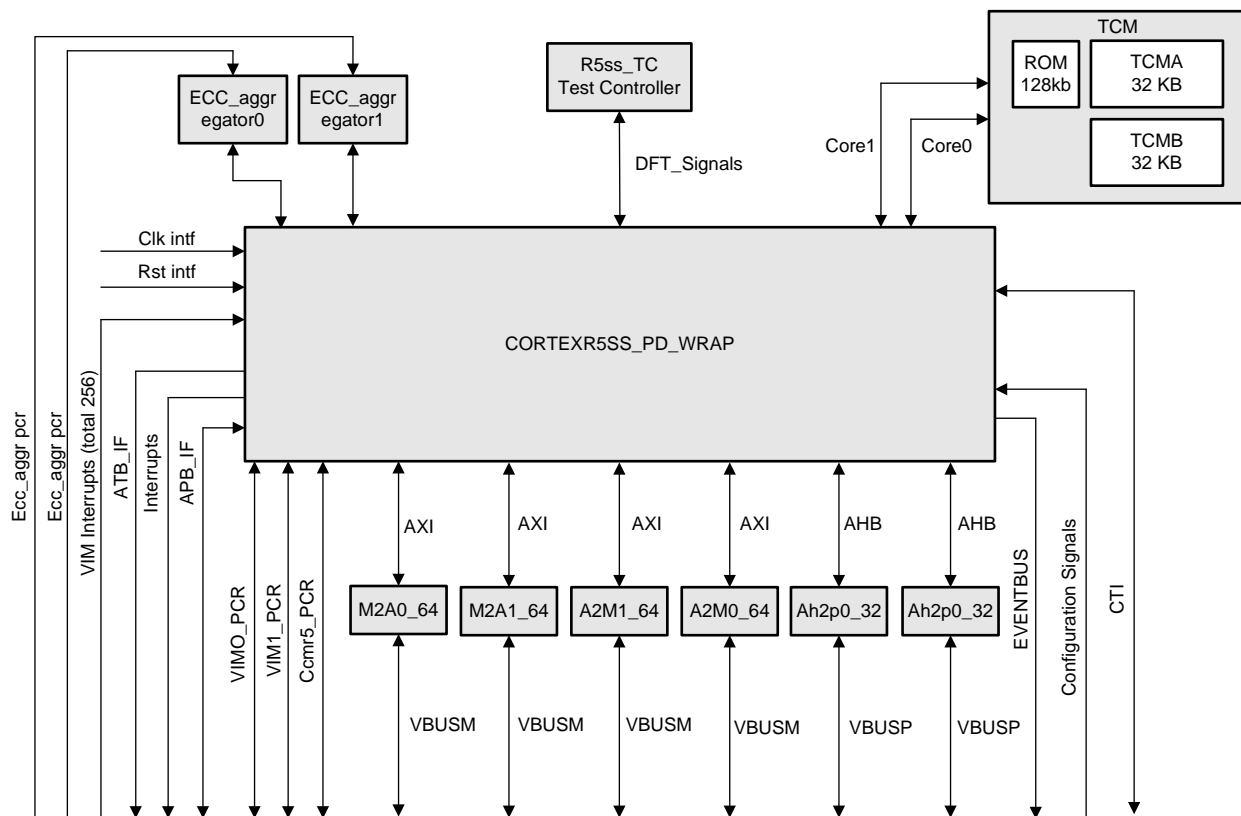 TCM
ROM
128kb
TCMA
32 KB
TCMB
32 KB
R5ss_TC
Test Controller
ECC_aggr
egator0
ECC_aggr
egator1
Core1
Core0
DFT_Signals
Clk intf
Rst intf
CORTEXR5SS_PD_WRAP
Ecc_aggr pcr
Ecc_aggr pcr
VIM Interrupts (total 256)
ATB_IF
Interrupts
APB_IF
VIMO_PCR
VIM1_PCR
Ccmr5_PCR
AXI
AXI
AXI
AXI
AHB
AHB
M2A0_64
M2A1_64
A2M1_64
A2M0_64
Ah2p0_32
Ah2p0_32
VBUSM
VBUSM
VBUSM
VBUSM
VBUSP
VBUSP
EVENTBUS
Configuration Signals
CTI